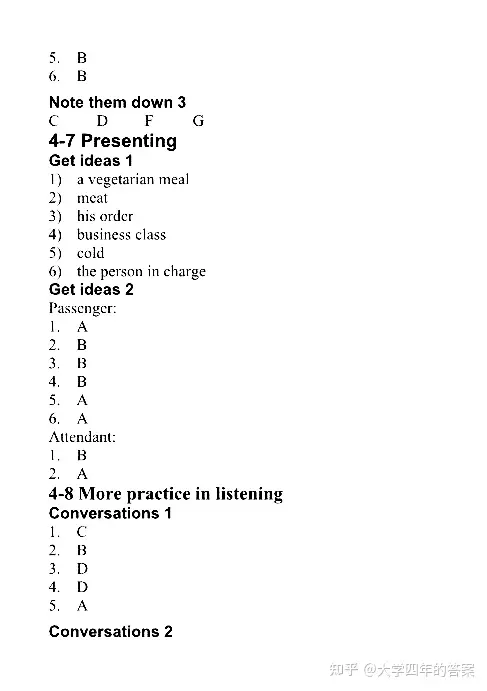 5. B
6. B
Note them down 3
C D F G
4-7 Presenting
Get ideas 1
1) a vegetarian meal
2) meat
3) his order
4) business class
5) cold
6) the person in charge
Get ideas 2
Passenger:
1. A
2. B
3. B
4. B
5. A
6. A
Attendant:
1. B
2. A
4-8 More practice in listening
Conversations 1
1. C
2. B
3. D
4. D
5. A
Conversations 2
知乎 @大学四年的答案